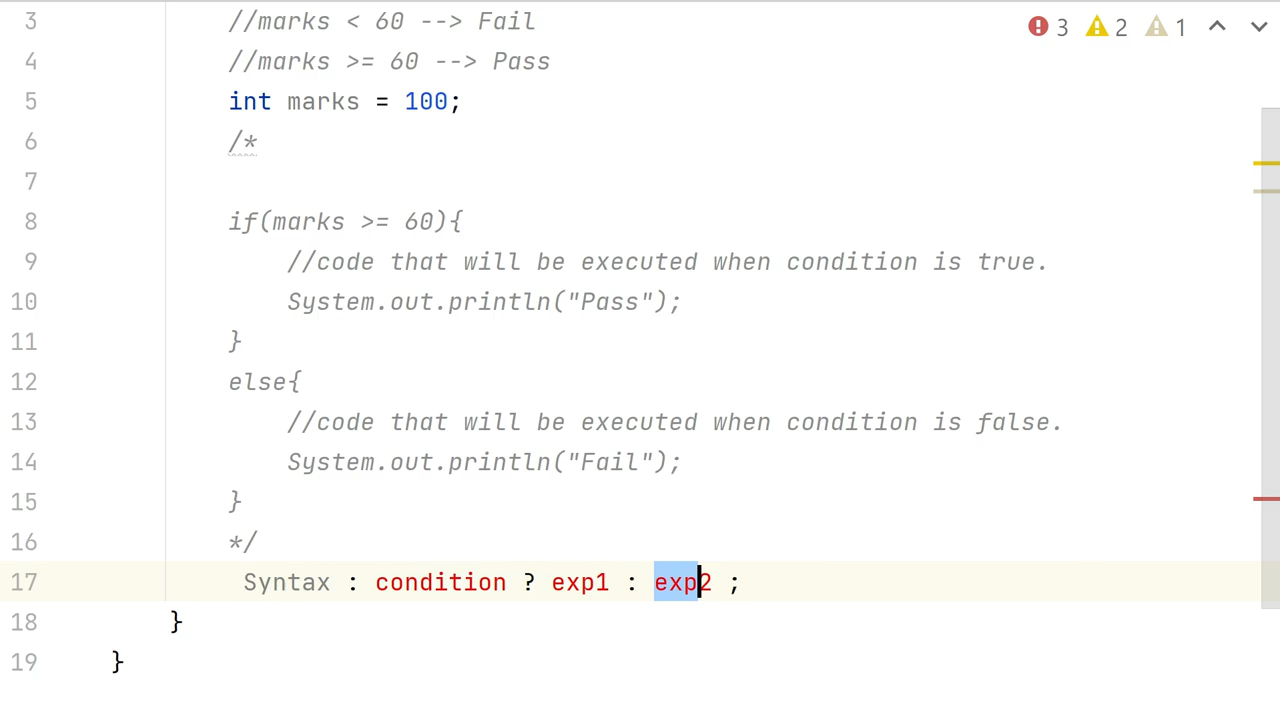 3 //marks < 60 --> Fail 3 2 1
4 //marks >= 60 --> Pass
5 int marks = 100;
6 /*
7
8 if(marks >= 60){
9 //code that will be executed when condition is true.
10 System.out.println("Pass");
11 }
12 else{
13 //code that will be executed when condition is false.
14 System.out.println("Fail");
15 }
16 */
17 Syntax : condition ? exp1 : exp2 ;
18 }
19 }